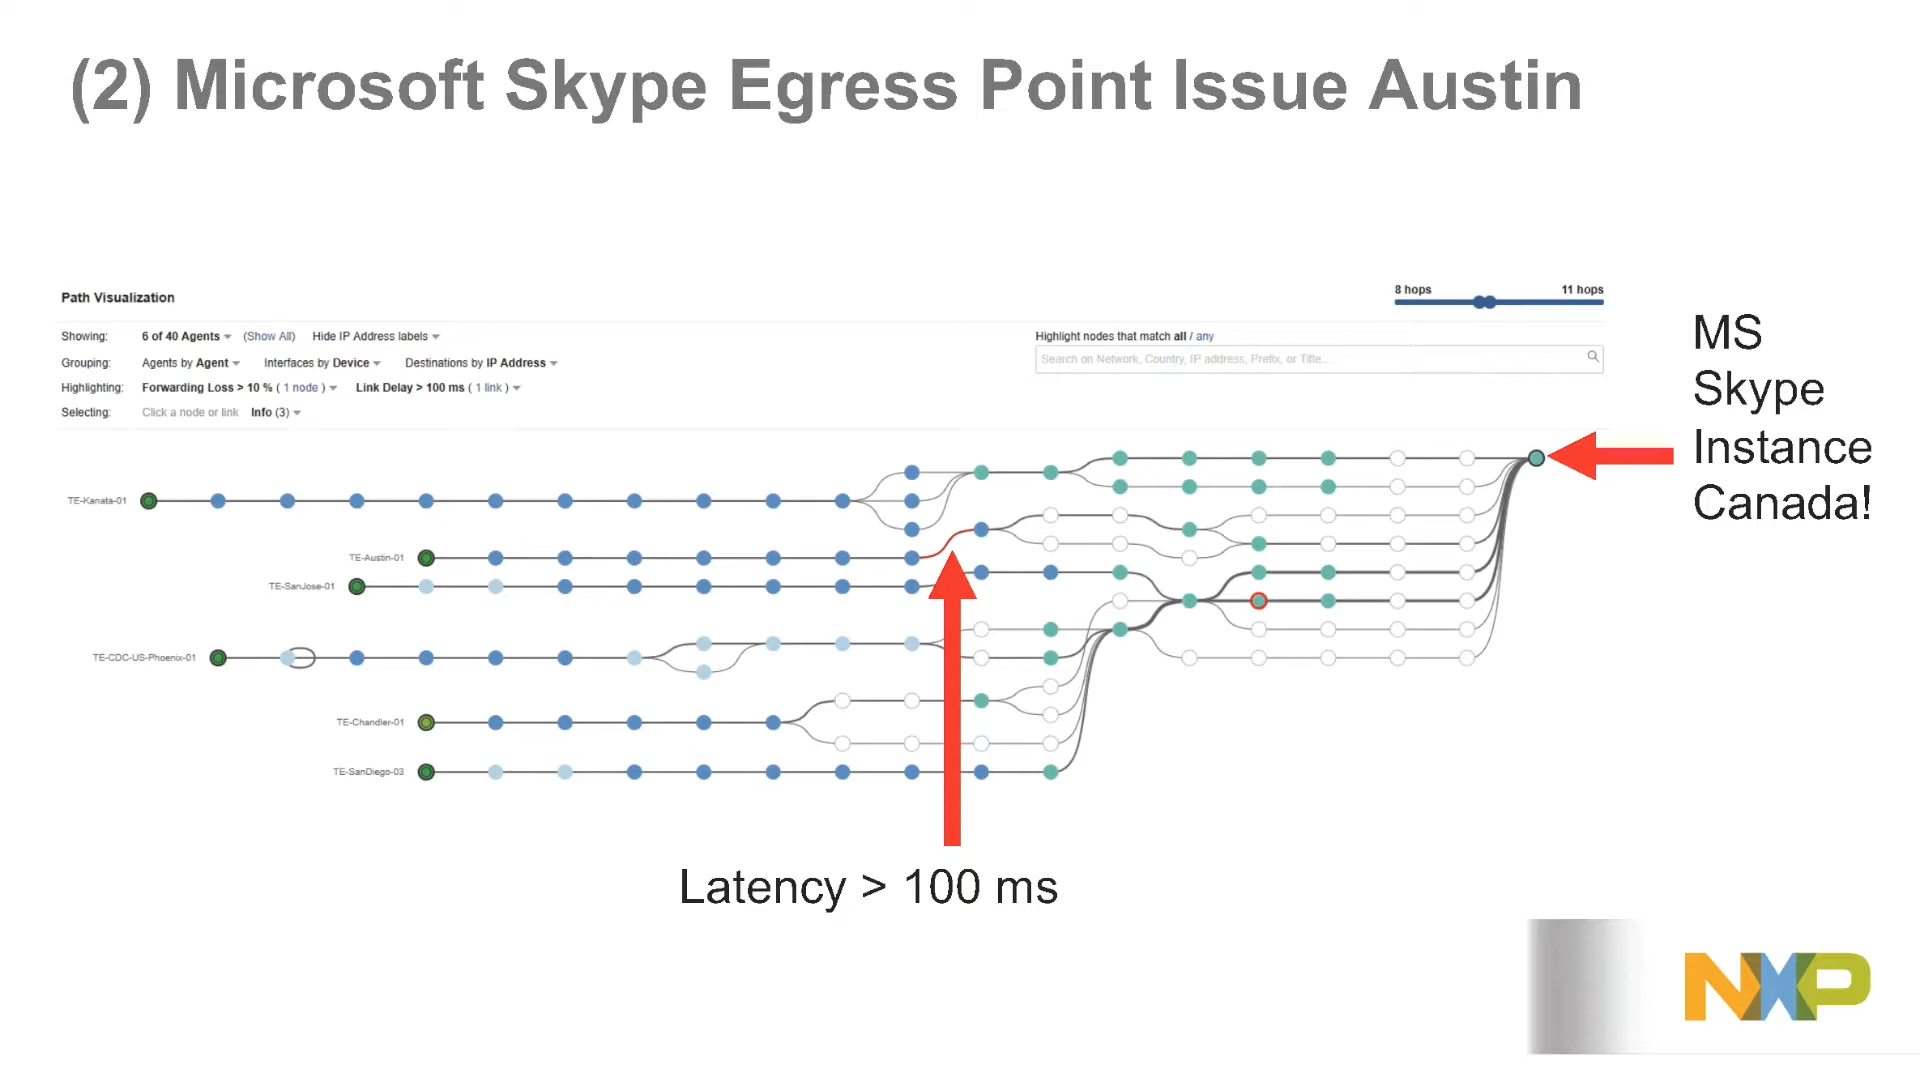 (2) Microsoft Skype Egress Point Issue Austin
Path Visualization
8 hops 11 hops
Showing: 6 of 40 Agents (Show All) Hide IP Address labels
Grouping: Agents by Agent Interfaces by Device Destinations by IP Address
Highlighting: Forwarding Loss > 10 % ( 1 node ) Link Delay > 100 ms ( 1 link )
Selecting: Click a node or link Info (3)
Highlight nodes that match all / any
Search on Network, Country, IP address, Prefix, or Title...
MS
Skype
Instance
Canada!
TE-Kanata-01
TE-Austin-01
TE-SanJose-01
TE-CDC-US-Phoenix-01
TE-Chandler-01
TE-SanDiego-03
Latency > 100 ms
NXP